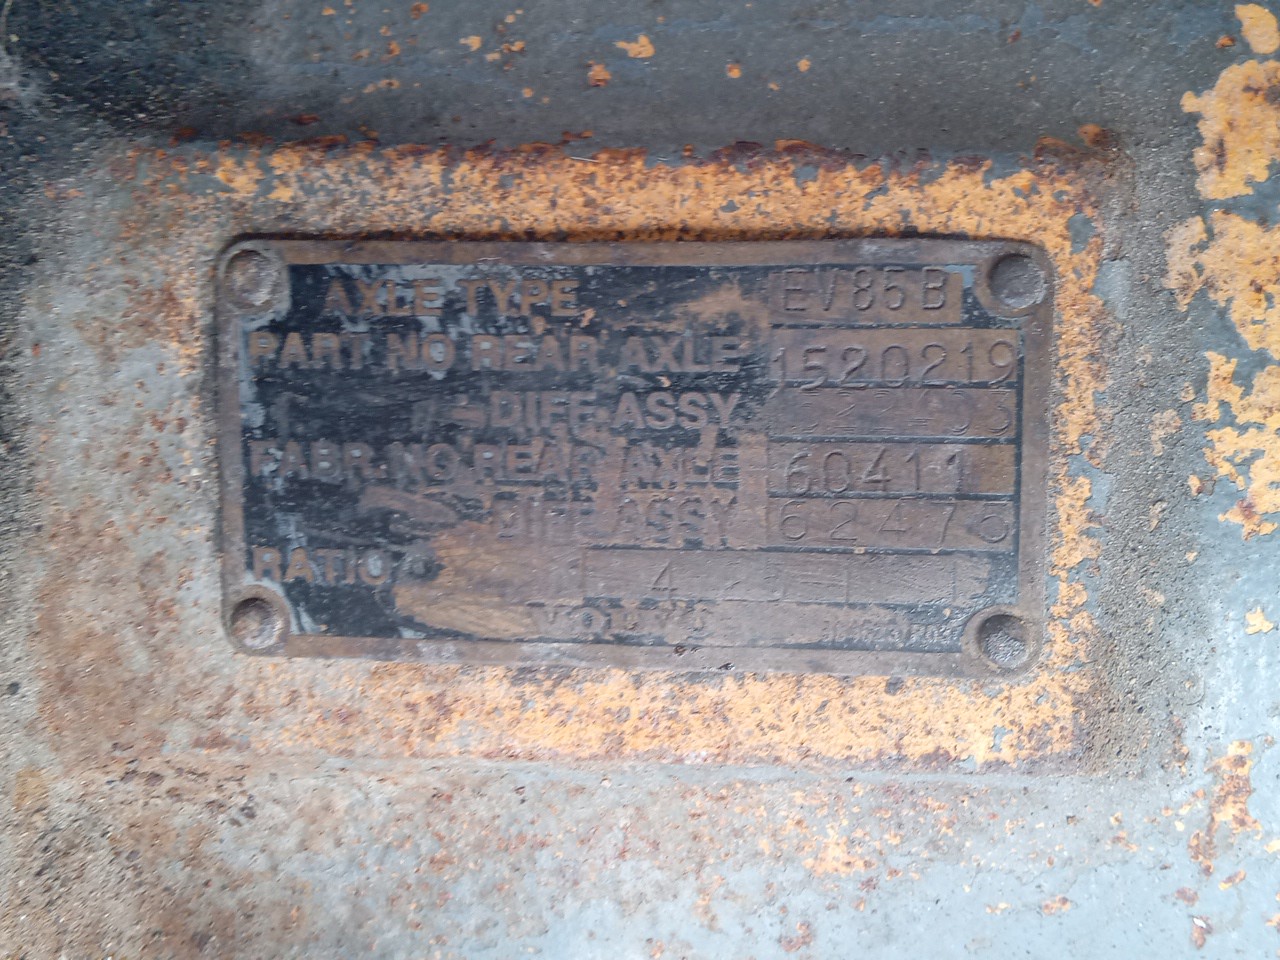 AXLE TYPE EV85B
PART NO REAR AXLE 1520219
DIFF.ASSY
FABR.NO.REAR AXLE 60411
DIFF ASSY 62475
RATIO 4
VOLVO